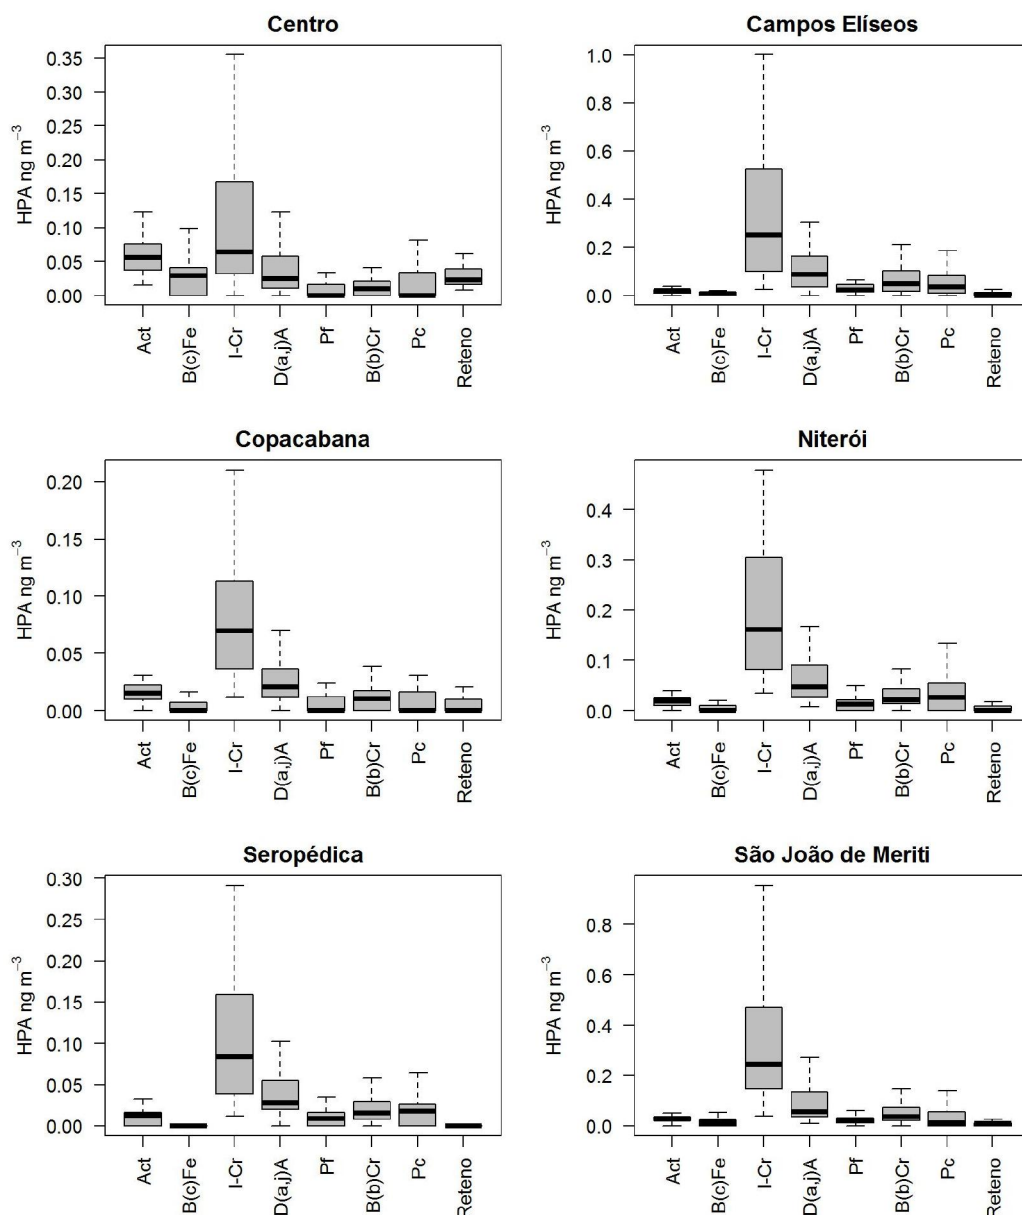 Centro
HPA ng m⁻³
0.35
0.30
0.25
0.20
0.15
0.10
0.05
0.00
Act
B(c)Fe
I-Cr
D(a,j)A
Pf
B(b)Cr
Pc
Reteno
Campos Elíseos
HPA ng m⁻³
1.0
0.8
0.6
0.4
0.2
0.0
Act
B(c)Fe
I-Cr
D(a,j)A
Pf
B(b)Cr
Pc
Reteno
Copacabana
HPA ng m⁻³
0.20
0.15
0.10
0.05
0.00
Act
B(c)Fe
I-Cr
D(a,j)A
Pf
B(b)Cr
Pc
Reteno
Niterói
HPA ng m⁻³
0.4
0.3
0.2
0.1
0.0
Act
B(c)Fe
I-Cr
D(a,j)A
Pf
B(b)Cr
Pc
Reteno
Seropédica
HPA ng m⁻³
0.30
0.25
0.20
0.15
0.10
0.05
0.00
Act
B(c)Fe
I-Cr
D(a,j)A
Pf
B(b)Cr
Pc
Reteno
São João de Meriti
HPA ng m⁻³
0.8
0.6
0.4
0.2
0.0
Act
B(c)Fe
I-Cr
D(a,j)A
Pf
B(b)Cr
Pc
Reteno